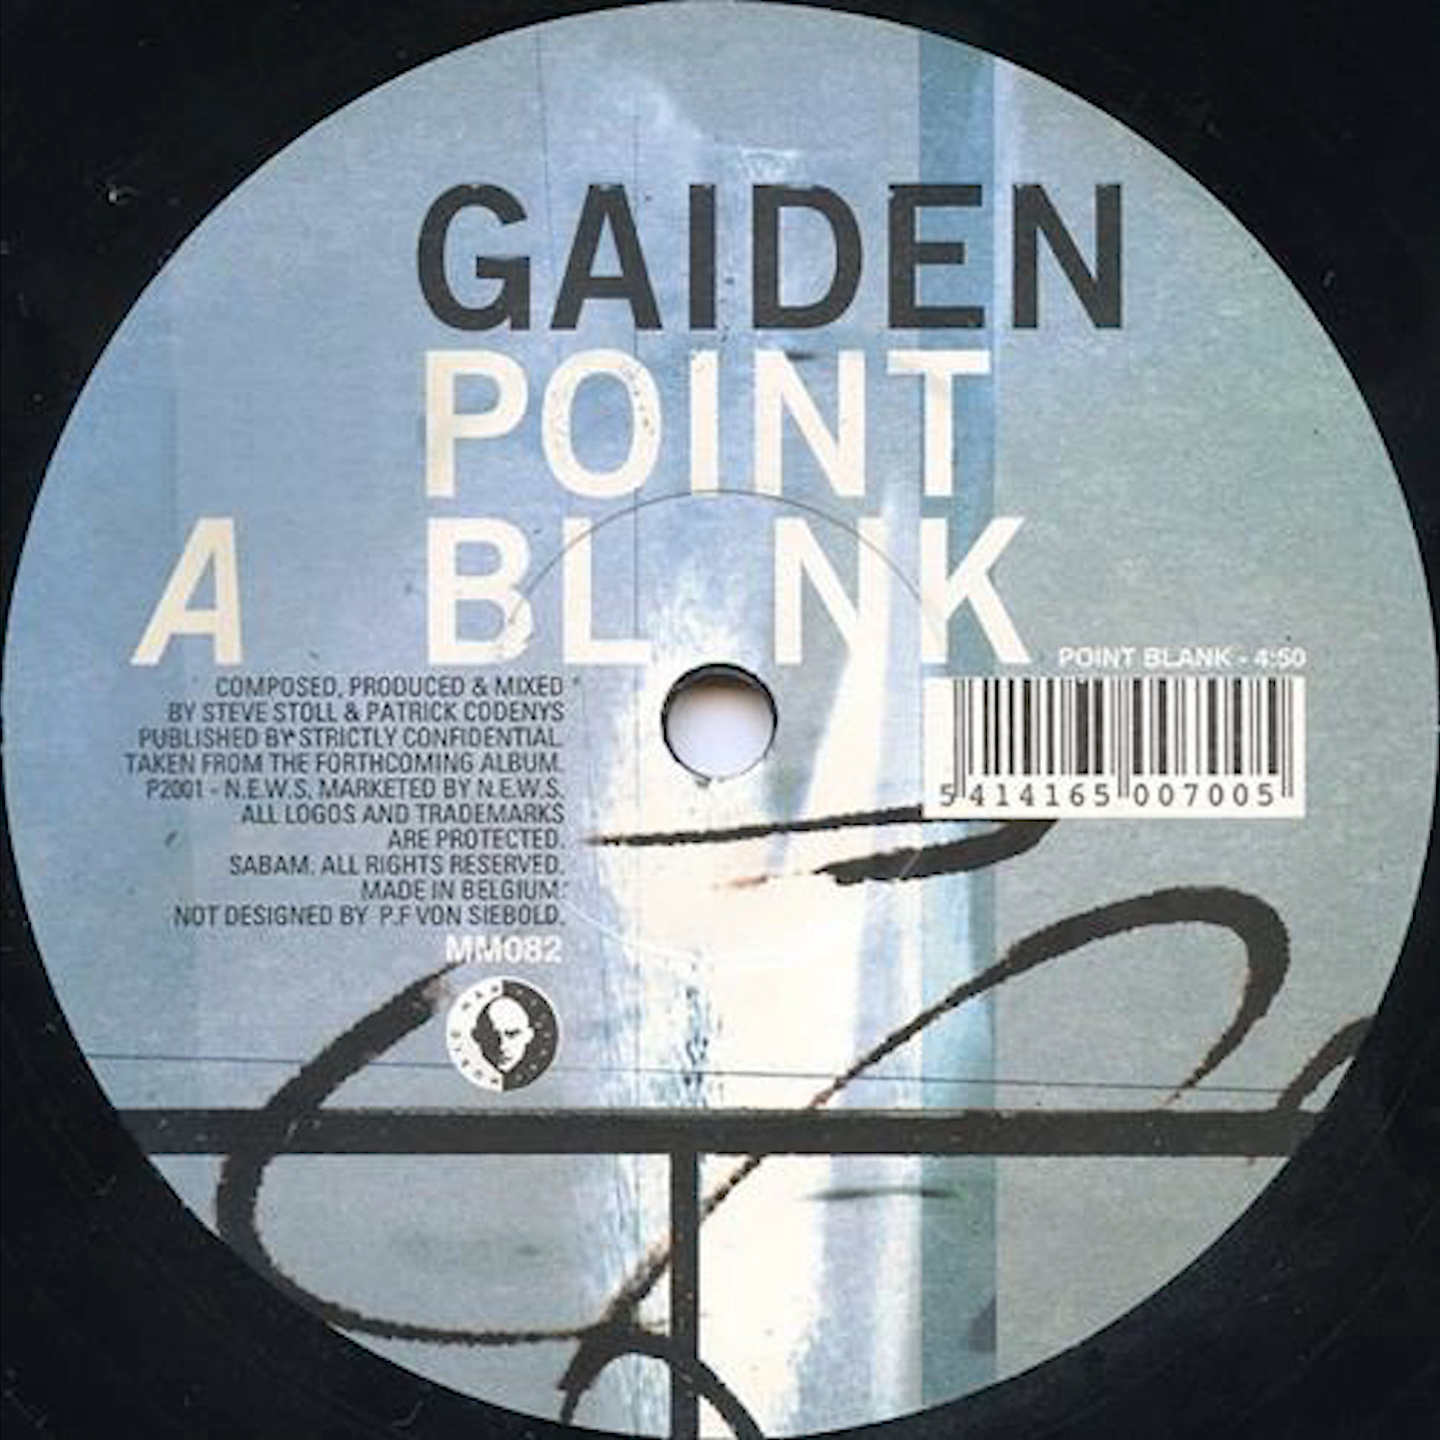 GAIDEN
POINT
A BL NK
POINT BLANK - 4:50
COMPOSED, PRODUCED & MIXED
BY STEVE STOLL & PATRICK CODENYS
PUBLISHED BY STRICTLY CONFIDENTIAL.
TAKEN FROM THE FORTHCOMING ALBUM.
P2001 - N.E.W.S. MARKETED BY N.E.W.S.
ALL LOGOS AND TRADEMARKS
ARE PROTECTED.
SABAM. ALL RIGHTS RESERVED.
MADE IN BELGIUM.
NOT DESIGNED BY P.F VON SIEBOLD.
MM082
5 414165 007005